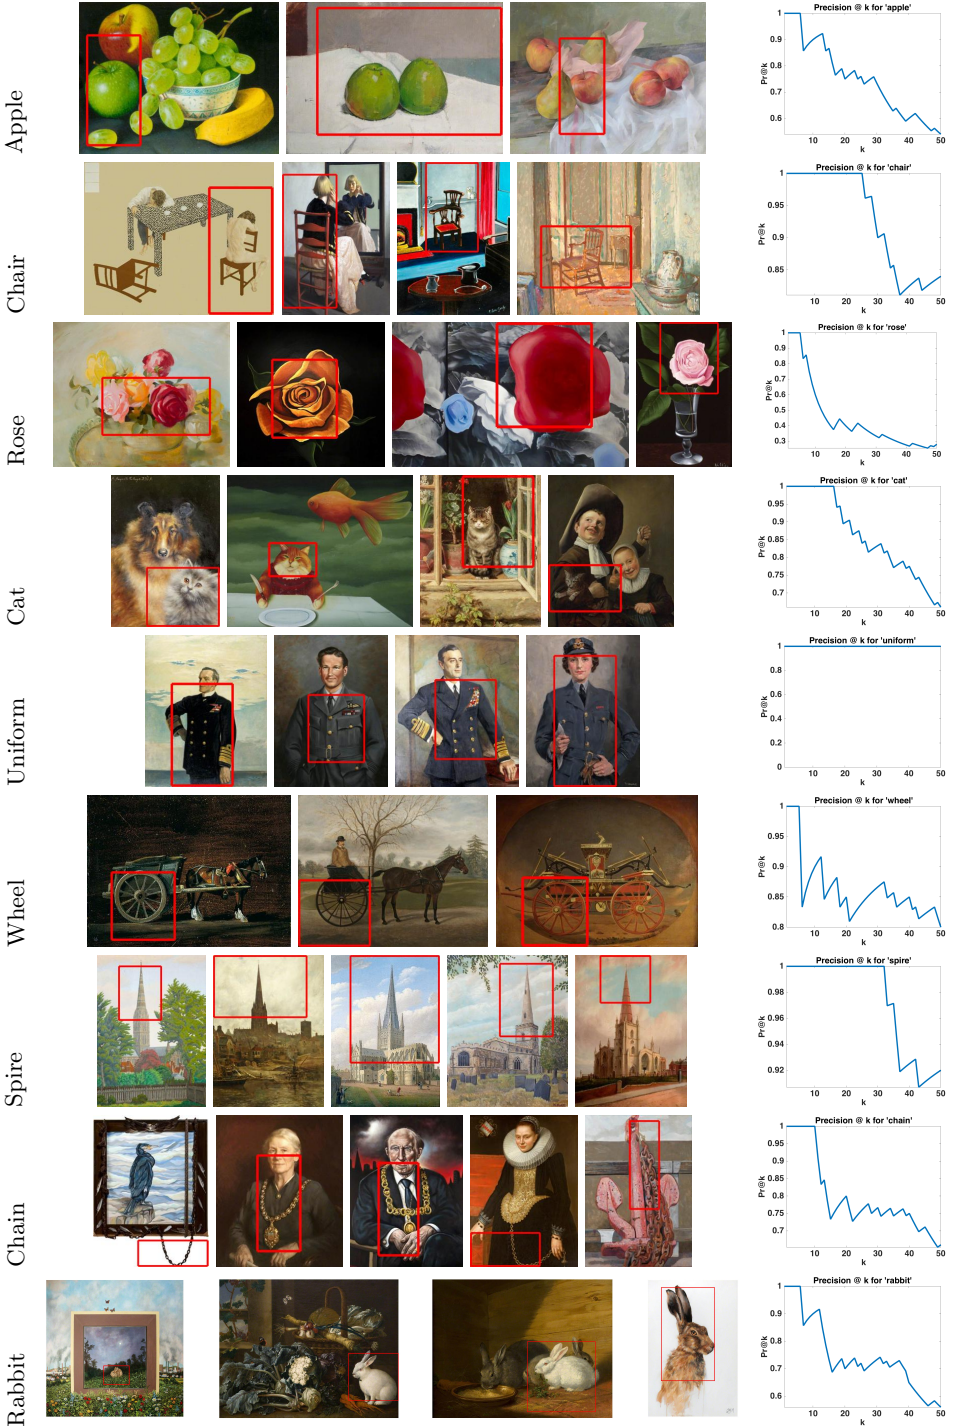 Apple
Precision @ k for 'apple'
1
0.9
0.8
0.7
0.6
Pr@k
10 20 30 40 50
k
Chair
Precision @ k for 'chair'
1
0.95
0.9
0.85
Pr@k
10 20 30 40 50
k
Rose
Precision @ k for 'rose'
1
0.9
0.8
0.7
0.6
0.5
0.4
0.3
Pr@k
10 20 30 40 50
k
Cat
Precision @ k for 'cat'
1
0.95
0.9
0.85
0.8
0.75
0.7
Pr@k
10 20 30 40 50
k
Uniform
Precision @ k for 'uniform'
1
0.8
0.6
0.4
0.2
0
Pr@k
10 20 30 40 50
k
Wheel
Precision @ k for 'wheel'
1
0.95
0.9
0.85
0.8
Pr@k
10 20 30 40 50
k
Spire
Precision @ k for 'spire'
1
0.98
0.96
0.94
0.92
Pr@k
10 20 30 40 50
k
Chain
Precision @ k for 'chain'
1
0.95
0.9
0.85
0.8
0.75
0.7
Pr@k
10 20 30 40 50
k
Rabbit
Precision @ k for 'rabbit'
1
0.9
0.8
0.7
0.6
Pr@k
10 20 30 40 50
k